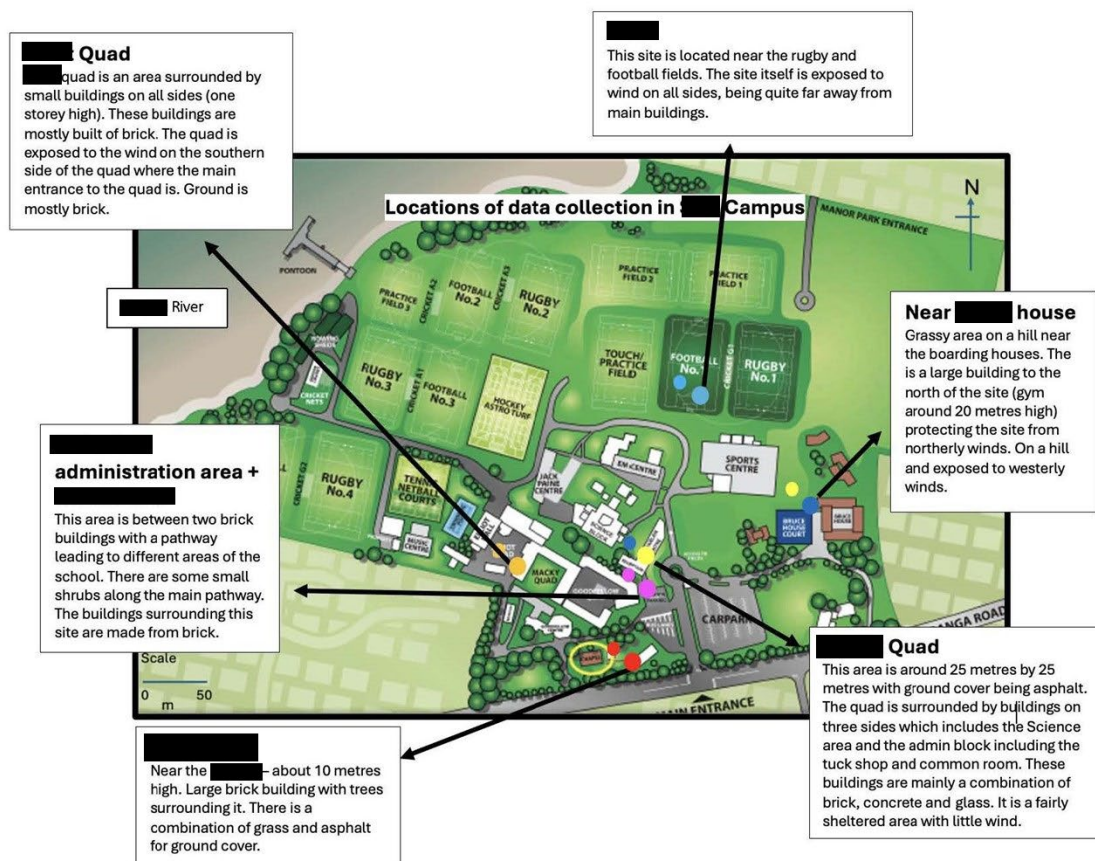 Quad
quad is an area surrounded by
small buildings on all sides (one
storey high). These buildings are
mostly built of brick. The quad is
exposed to the wind on the southern
side of the quad where the main
entrance to the quad is. Ground is
mostly brick.
This site is located near the rugby and
football fields. The site itself is exposed to
wind on all sides, being quite far away from
main buildings.
Locations of data collection in Campus
N
MANOR PARK ENTRANCE
PONTOON
River
PRACTICE
FIELD 3
CRICKET A2
FOOTBALL
No.2
CRICKET A3
RUGBY
No.2
PRACTICE
FIELD 2
PRACTICE
FIELD 1
ROWING
SHEDS
CRICKET
NETS
RUGBY
No.3
CRICKET A1
FOOTBALL
No.3
HOCKEY
ASTRO TURF
TOUCH/
PRACTICE
FIELD
FOOTBALL
No.
CRICKET G1
RUGBY
No.1
Near house
Grassy area on a hill near
the boarding houses. The
is a large building to the
north of the site (gym
around 20 metres high)
protecting the site from
northerly winds. On a hill
and exposed to westerly
winds.
administration area +
This area is between two brick
buildings with a pathway
leading to different areas of the
school. There are some small
shrubs along the main pathway.
The buildings surrounding this
site are made from brick.
CRICKET G2
RUGBY
No.4
TENNIS
NETBALL
COURTS
MUSIC
CENTRE
JACK
PAINE
CENTRE
EM-CENTRE
SCIENCE
BLOCK
SPORTS
CENTRE
BRUCE
HOUSE
COURT
BRUCE
HOUSE
MACKY
QUAD
CARPARK
CHAPEL
ANGA ROAD
MAIN ENTRANCE
Scale
0 50
m
Near the – about 10 metres
high. Large brick building with trees
surrounding it. There is a
combination of grass and asphalt
for ground cover.
Quad
This area is around 25 metres by 25
metres with ground cover being asphalt.
The quad is surrounded by buildings on
three sides which includes the Science
area and the admin block including the
tuck shop and common room. These
buildings are mainly a combination of
brick, concrete and glass. It is a fairly
sheltered area with little wind.